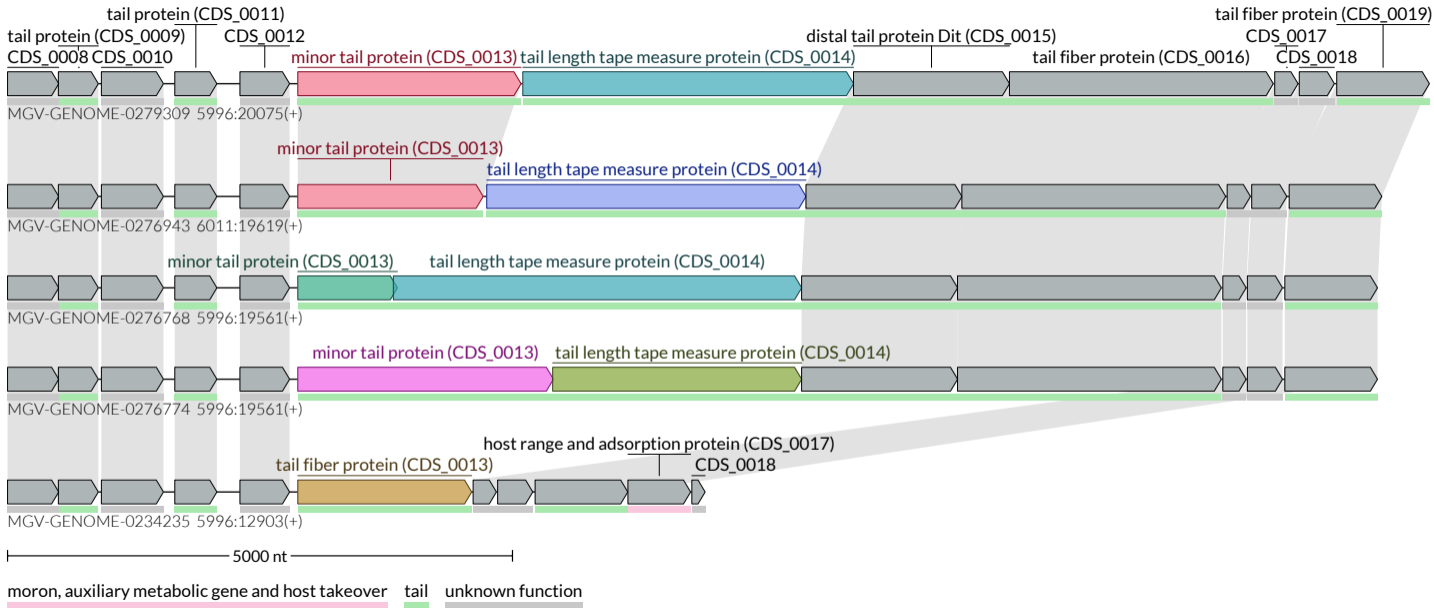 tail protein (CDS_0011)
tail fiber protein (CDS_0019)
tail protein (CDS_0009)
CDS_0012
distal tail protein Dit (CDS_0015)
CDS_0017
CDS_0008
CDS_0010
minor tail protein (CDS_0013)
tail length tape measure protein (CDS_0014)
tail fiber protein (CDS_0016)
CDS_0018
MGV-GENOME-0279309 5996:20075(+)
minor tail protein (CDS_0013)
tail length tape measure protein (CDS_0014)
MGV-GENOME-0276943 6011:19619(+)
minor tail protein (CDS_0013)
tail length tape measure protein (CDS_0014)
MGV-GENOME-0276768 5996:19561(+)
minor tail protein (CDS_0013)
tail length tape measure protein (CDS_0014)
MGV-GENOME-0276774 5996:19561(+)
host range and adsorption protein (CDS_0017)
tail fiber protein (CDS_0013)
CDS_0018
MGV-GENOME-0234235 5996:12903(+)
5000 nt
moron, auxiliary metabolic gene and host takeover
tail
unknown function